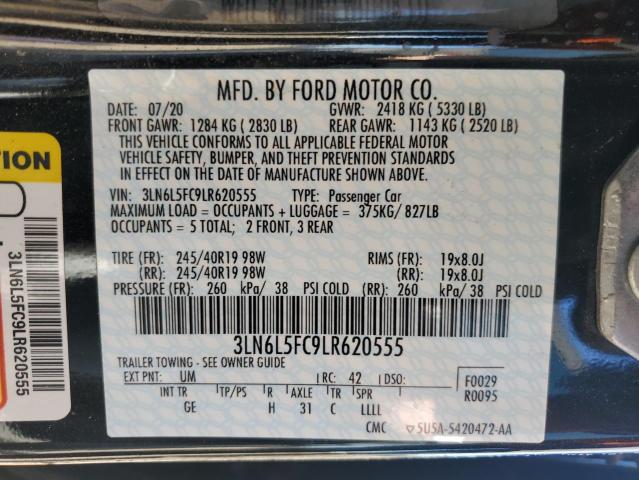 MFD. BY FORD MOTOR CO.
DATE: 07/20 GVWR: 2418 KG ( 5330 LB)
FRONT GAWR: 1284 KG ( 2830 LB) REAR GAWR: 1143 KG ( 2520 LB)
THIS VEHICLE CONFORMS TO ALL APPLICABLE FEDERAL MOTOR
VEHICLE SAFETY, BUMPER, AND THEFT PREVENTION STANDARDS
IN EFFECT ON THE DATE OF MANUFACTURE SHOWN ABOVE.
VIN: 3LN6L5FC9LR620555 TYPE: Passenger Car
MAXIMUM LOAD = OCCUPANTS + LUGGAGE = 375KG/ 827LB
OCCUPANTS = 5 TOTAL; 2 FRONT, 3 REAR
TIRE (FR): 245/40R19 98W RIMS (FR): 19x8.0J
(RR): 245/40R19 98W (RR): 19x8.0J
PRESSURE (FR): 260 kPa/ 38 PSI COLD (RR): 260 kPa/ 38 PSI COLD
3LN6L5FC9LR620555
TRAILER TOWING - SEE OWNER GUIDE
EXT PNT: UM RC: 42 DSO: F0029
INT TR TP/PS R AXLE TR SPR R0095
GE H 31 C LLLL
CMC 5U5A-5420472-AA
TION
3LN6L5FC9LR620555